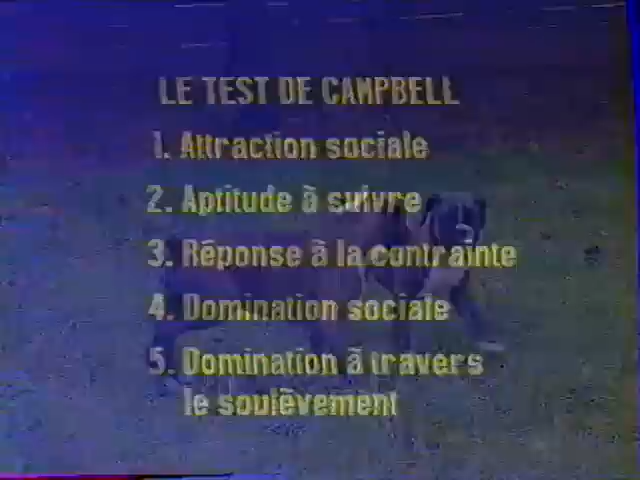 LE TEST DE CAMPBELL
1. Attraction sociale
2. Aptitude à suivre
3. Réponse à la contrainte
4. Domination sociale
5. Domination à travers
le soulèvement